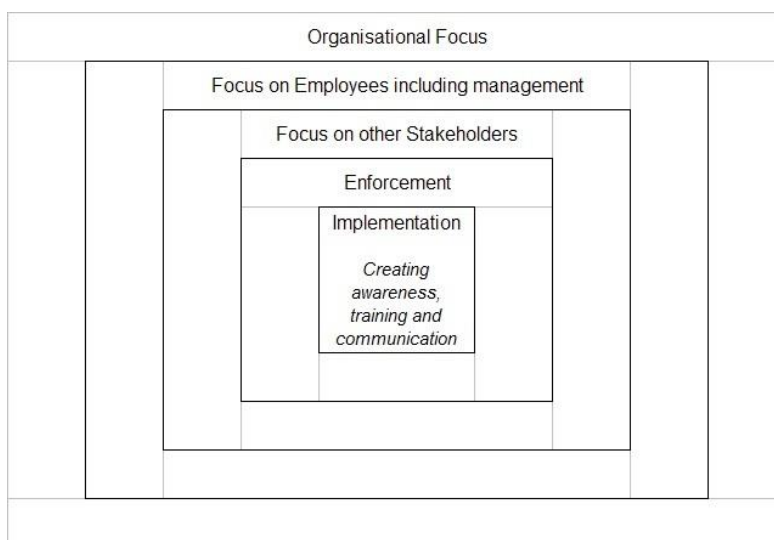 Organisational Focus
Focus on Employees including management
Focus on other Stakeholders
Enforcement
Implementation
Creating
awareness,
training and
communication